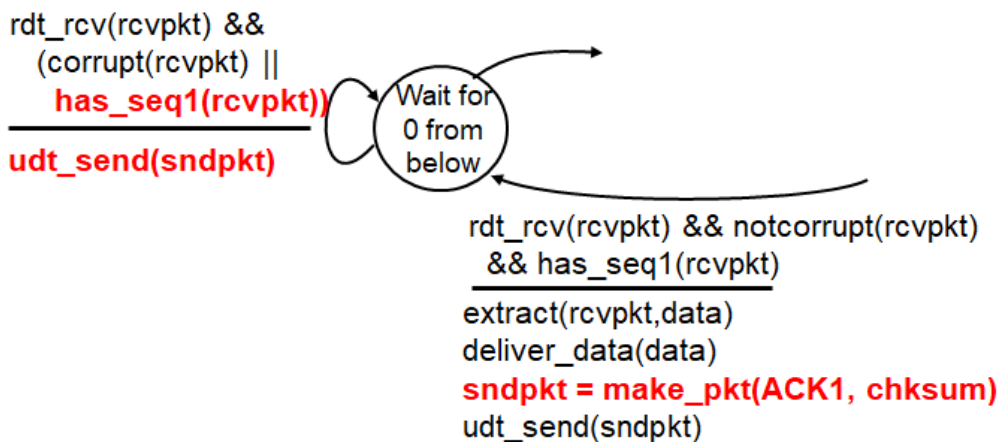 rdt_rcv(rcvpkt) &&
(corrupt(rcvpkt) ||
has_seq1(rcvpkt))
udt_send(sndpkt)
Wait for
0 from
below
rdt_rcv(rcvpkt) && notcorrupt(rcvpkt)
&& has_seq1(rcvpkt)
extract(rcvpkt,data)
deliver_data(data)
sndpkt = make_pkt(ACK1, chksum)
udt_send(sndpkt)